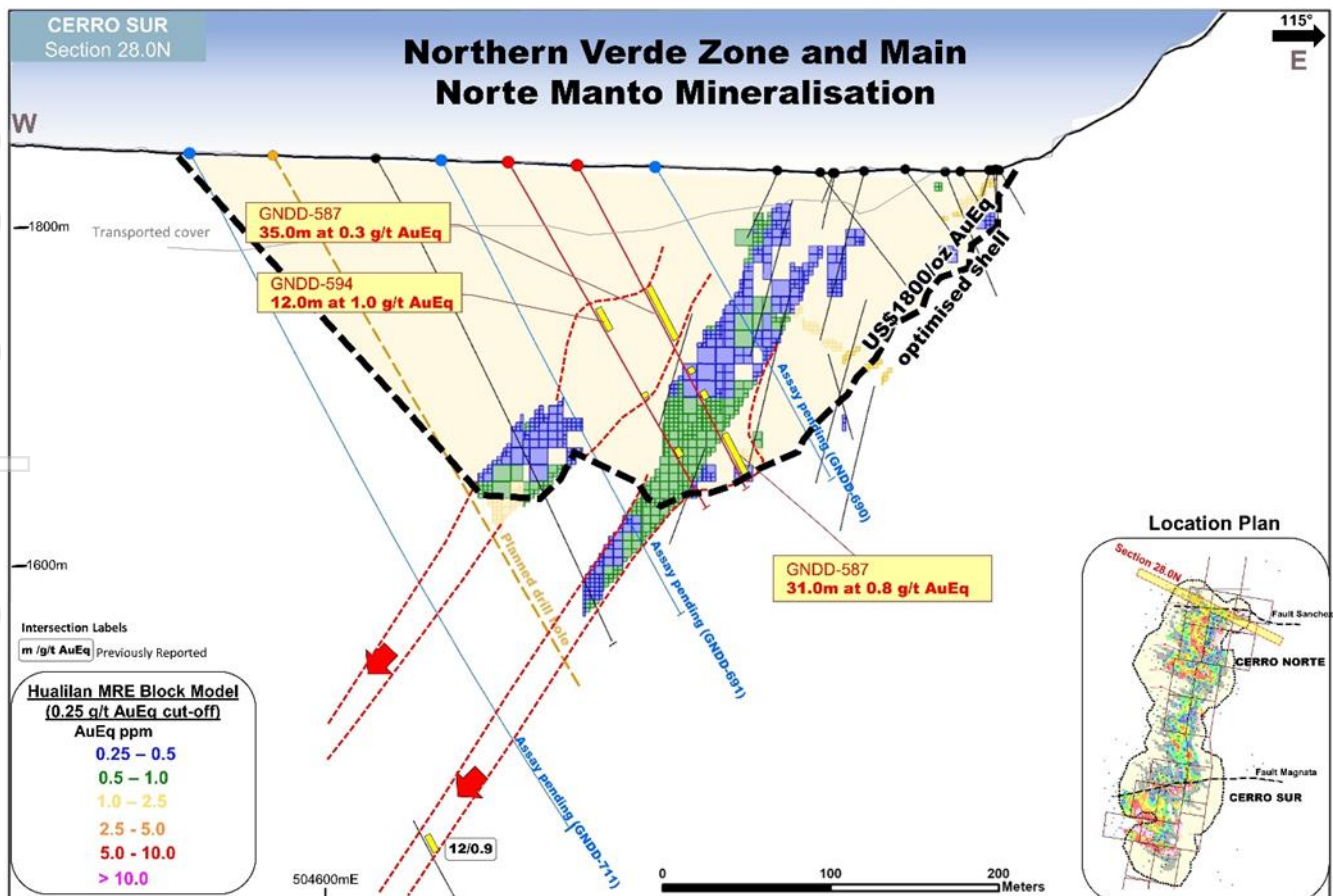 CERRO SUR
Section 28.0N
Northern Verde Zone and Main
Norte Manto Mineralisation
115°
E
W
1800m
Transported cover
GNDD-587
35.0m at 0.3 g/t AuEq
GNDD-594
12.0m at 1.0 g/t AuEq
US$1800/oz AuEq
optimised shell
Assay pending (GNDD-690)
Assay pending (GNDD-691)
Assay pending (GNDD-711)
Planned drill hole
1600m
GNDD-587
31.0m at 0.8 g/t AuEq
Intersection Labels
m /g/t AuEq Previously Reported
Hualilan MRE Block Model
(0.25 g/t AuEq cut-off)
AuEq ppm
0.25 – 0.5
0.5 – 1.0
1.0 – 2.5
2.5 - 5.0
5.0 - 10.0
> 10.0
12/0.9
504600mE
0 100 200
Meters
Location Plan
Section 28.0N
Fault Sanchez
CERRO NORTE
Fault Magnata
CERRO SUR